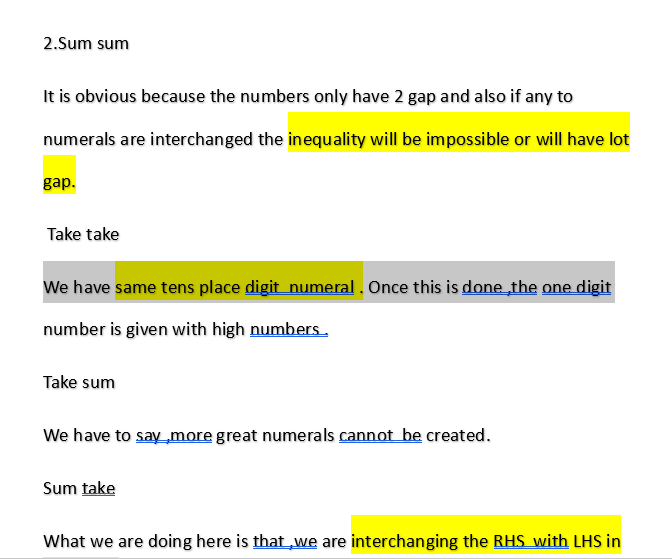 2.Sum sum
It is obvious because the numbers only have 2 gap and also if any to
numerals are interchanged the inequality will be impossible or will have lot
gap.
Take take
We have same tens place digit  numeral . Once this is done ,the one digit
number is given with high numbers .
Take sum
We have to say ,more great numerals cannot  be created.
Sum take
What we are doing here is that ,we are interchanging the RHS  with LHS in